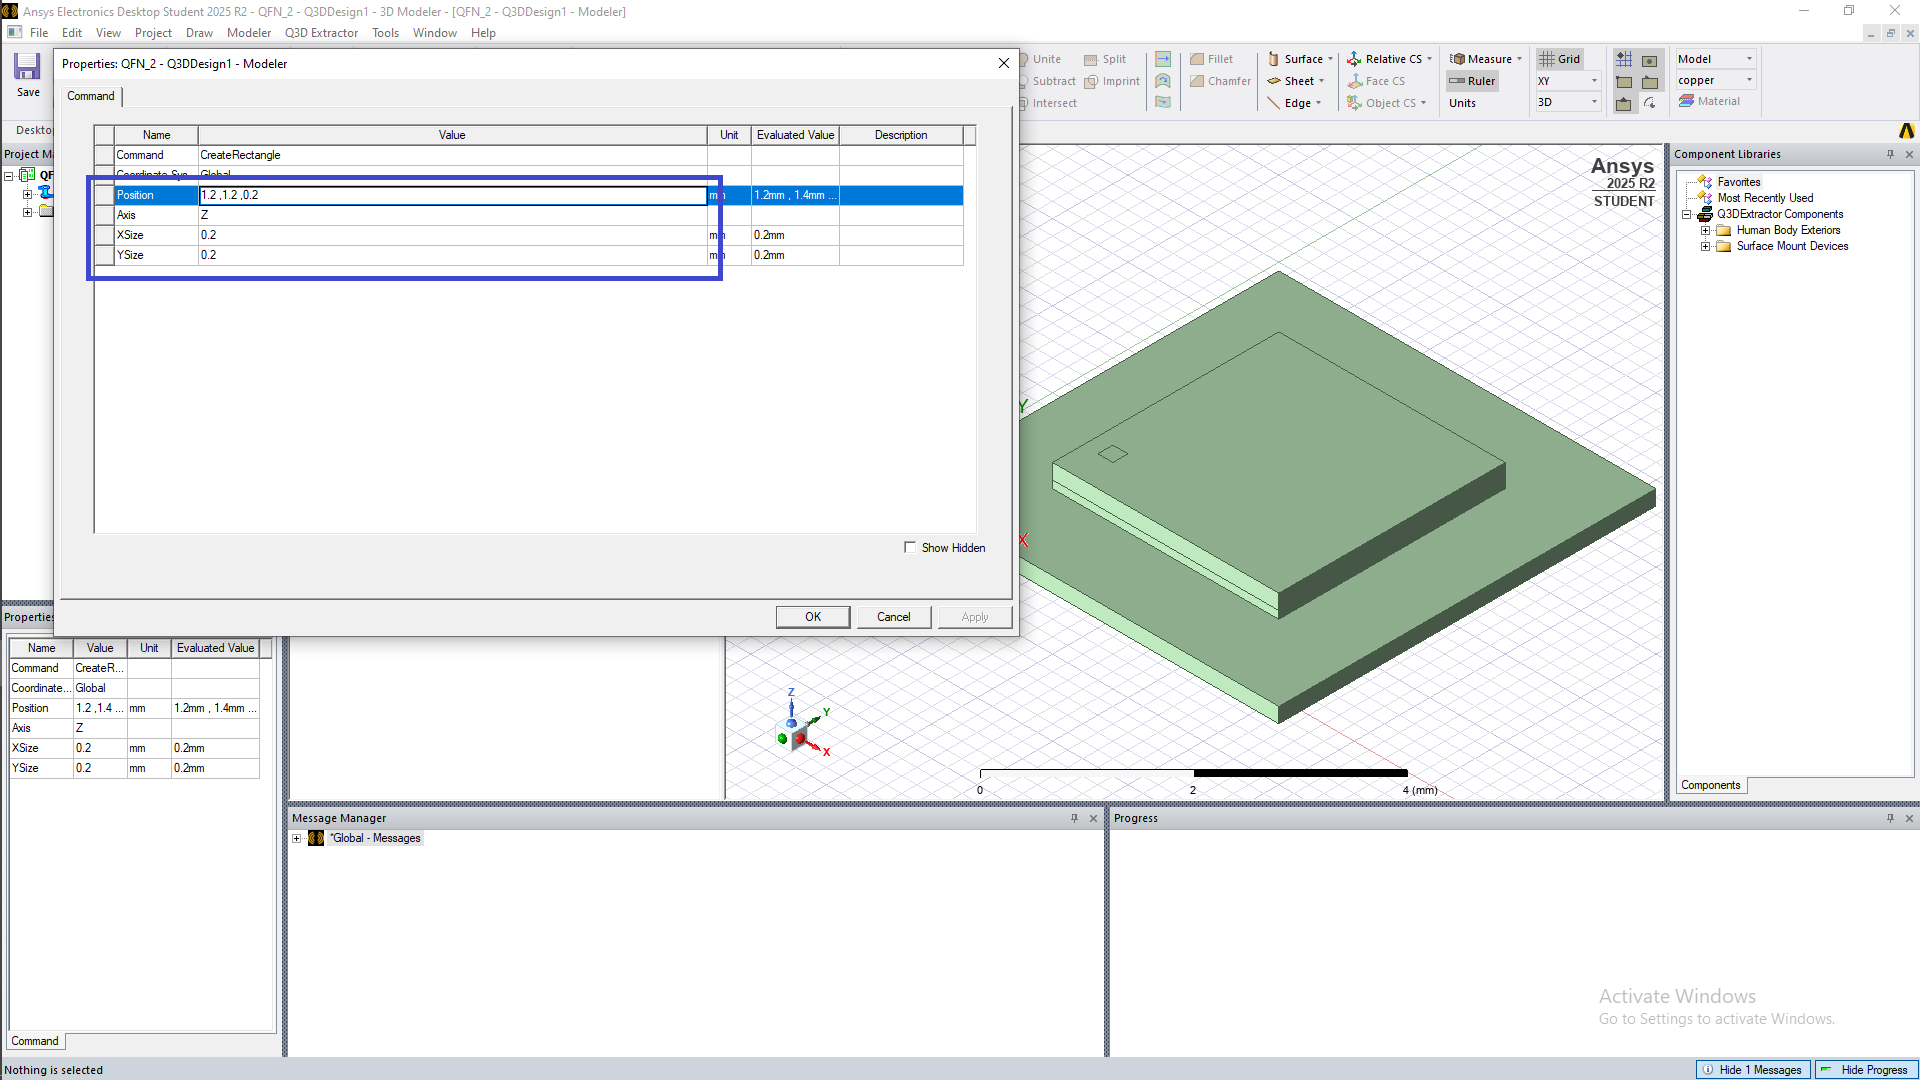 Ansys Electronics Desktop Student 2025 R2 - QFN_2 - Q3DDesign1 - 3D Modeler - [QFN_2 - Q3DDesign1 - Modeler]
File Edit View Project Draw Modeler Q3D Extractor Tools Window Help
Save
Properties: QFN_2 - Q3DDesign1 - Modeler
Command
Name Value Unit Evaluated Value Description
Command CreateRectangle
Global
Position 1.2 ,1.2 ,0.2 mm 1.2mm , 1.4mm ...
Axis Z
XSize 0.2 mm 0.2mm
YSize 0.2 mm 0.2mm
Show Hidden
OK Cancel Apply
Unite Split Fillet Surface Relative CS Measure Grid Model
Subtract Imprint Chamfer Sheet Face CS Ruler XY copper
Intersect Edge Object CS Units 3D Material
Ansys
2025 R2
STUDENT
Y
X
Z
Y
X
0 2 4 (mm)
Component Libraries
Favorites
Most Recently Used
Q3DExtractor Components
Human Body Exteriors
Surface Mount Devices
Components
Properties
Name Value Unit Evaluated Value
Command CreateR...
Coordinate... Global
Position 1.2 ,1.4 ... mm 1.2mm , 1.4mm ...
Axis Z
XSize 0.2 mm 0.2mm
YSize 0.2 mm 0.2mm
Command
Message Manager
*Global - Messages
Progress
Activate Windows
Go to Settings to activate Windows.
Nothing is selected
Hide 1 Messages Hide Progress